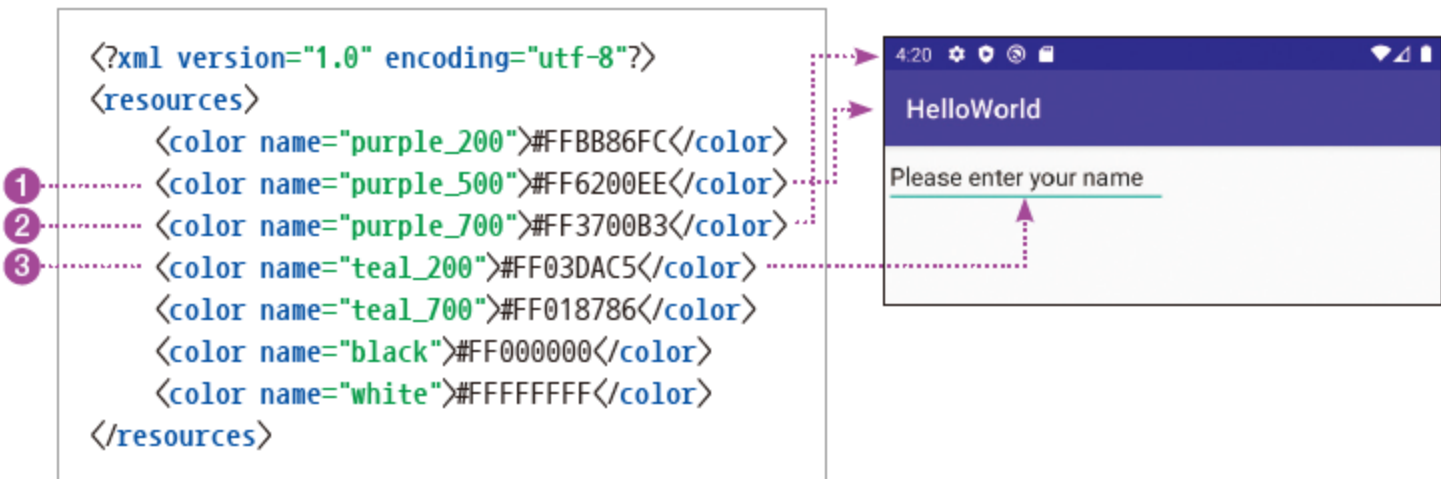 <?xml version="1.0" encoding="utf-8"?>
<resources>
<color name="purple_200">#FFBB86FC</color>
1 <color name="purple_500">#FF6200EE</color>
2 <color name="purple_700">#FF3700B3</color>
3 <color name="teal_200">#FF03DAC5</color>
<color name="teal_700">#FF018786</color>
<color name="black">#FF000000</color>
<color name="white">#FFFFFFFF</color>
</resources>
4:20
HelloWorld
Please enter your name